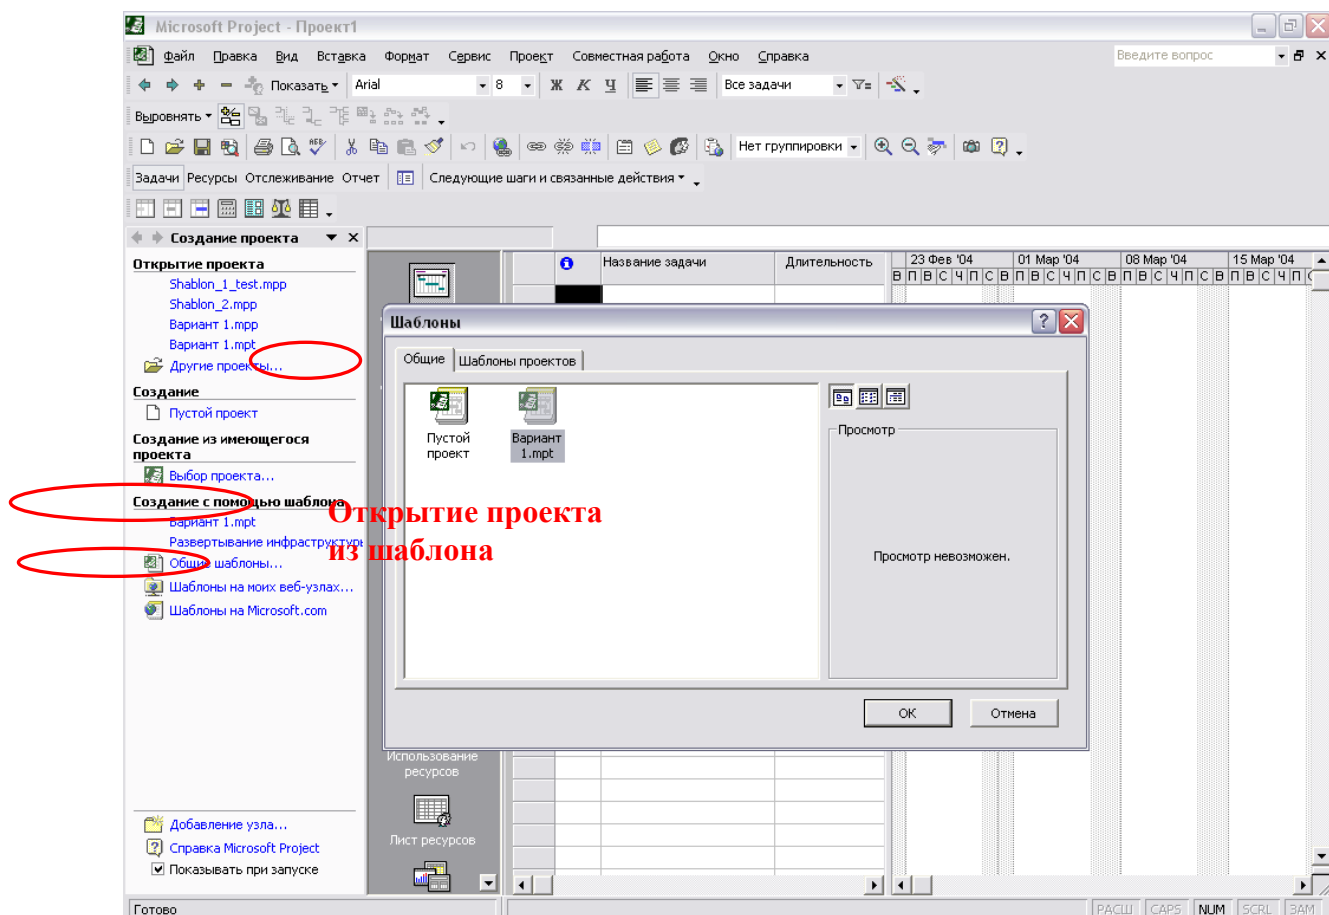 Microsoft Project - Проект1
Файл Правка Вид Вставка Формат Сервис Проект Совместная работа Окно Справка Введите вопрос
Показать Arial 8 Ж К Ч Все задачи
Выровнять
Нет группировки
Задачи Ресурсы Отслеживание Отчет Следующие шаги и связанные действия
Создание проекта
Открытие проекта
Shablon_1_test.mpp
Shablon_2.mpp
Вариант 1.mpp
Вариант 1.mpt
Другие проекты...
Создание
Пустой проект
Создание из имеющегося
проекта
Выбор проекта...
Создание с помощью шаблона
Вариант 1.mpt
Развертывание инфраструктуры
Общие шаблоны...
Шаблоны на моих веб-узлах...
Шаблоны на Microsoft.com
Добавление узла...
Справка Microsoft Project
Показывать при запуске
Название задачи Длительность 23 Фев '04 01 Мар '04 08 Мар '04 15 Мар '04
В П В С Ч П С В П В С Ч П С В П В С Ч П С В П В С Ч П С
Шаблоны
Общие Шаблоны проектов
Пустой
проект
Вариант
1.mpt
Просмотр
Просмотр невозможен.
ОК Отмена
Открытие проекта
из шаблона
Использование
ресурсов
Лист ресурсов
Готово РАСШ CAPS NUM SCRL ЗАМ